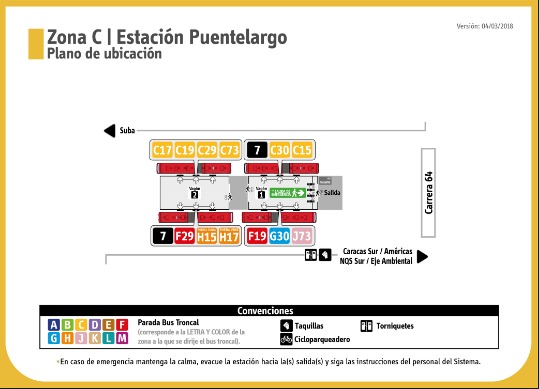 Zona C | Estación Puentelargo
Plano de ubicación
Versión: 04/03/2018
Suba
C17 C19 C29 C73 7 C30 C15
Vagón 2
Vagón 1
Salida
Carrera 64
7 F29 H15 H17 F19 G30 J73
Caracas Sur / Américas
NQS Sur / Eje Ambiental
Convenciones
A B C D E F
G H J K L M
Parada Bus Troncal
(corresponde a la LETRA Y COLOR de la
zona a la que se dirije el bus troncal).
Taquillas
Torniquetes
Cicloparqueadero
*En caso de emergencia mantenga la calma, evacue la estación hacia la(s) salida(s) y siga las instrucciones del personal del Sistema.